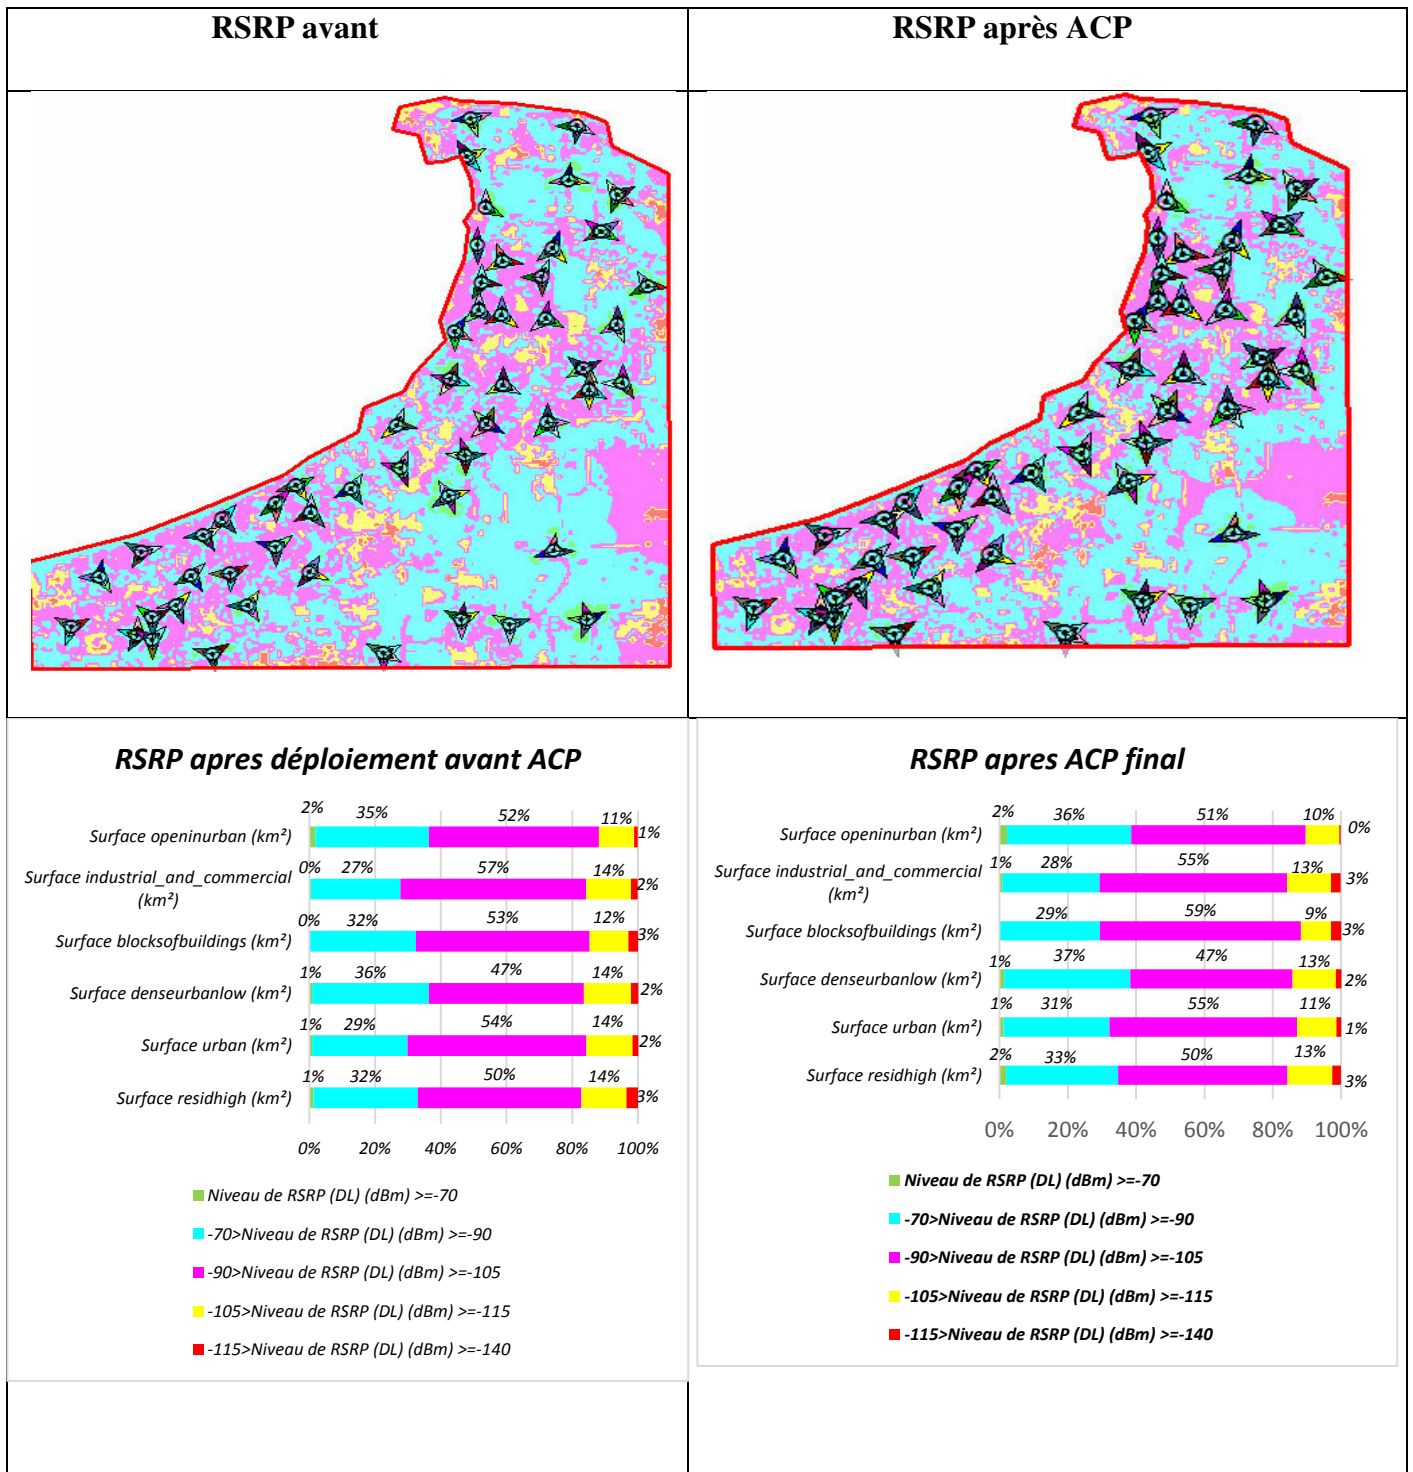 RSRP avant
RSRP après ACP
RSRP apres déploiement avant ACP
2% 35% 52% 11% 1%
Surface openinurban (km²)
0% 27% 57% 14% 2%
Surface industrial_and_commercial
(km²)
0% 32% 53% 12% 3%
Surface blocksofbuildings (km²)
1% 36% 47% 14% 2%
Surface denseurbanlow (km²)
1% 29% 54% 14% 2%
Surface urban (km²)
1% 32% 50% 14% 3%
Surface residhigh (km²)
0% 20% 40% 60% 80% 100%
Niveau de RSRP (DL) (dBm) >=-70
-70>Niveau de RSRP (DL) (dBm) >=-90
-90>Niveau de RSRP (DL) (dBm) >=-105
-105>Niveau de RSRP (DL) (dBm) >=-115
-115>Niveau de RSRP (DL) (dBm) >=-140
RSRP apres ACP final
2% 36% 51% 10% 0%
Surface openinurban (km²)
1% 28% 55% 13% 3%
Surface industrial_and_commercial
(km²)
29% 59% 9% 3%
Surface blocksofbuildings (km²)
1% 37% 47% 13% 2%
Surface denseurbanlow (km²)
1% 31% 55% 11% 1%
Surface urban (km²)
2% 33% 50% 13% 3%
Surface residhigh (km²)
0% 20% 40% 60% 80% 100%
Niveau de RSRP (DL) (dBm) >=-70
-70>Niveau de RSRP (DL) (dBm) >=-90
-90>Niveau de RSRP (DL) (dBm) >=-105
-105>Niveau de RSRP (DL) (dBm) >=-115
-115>Niveau de RSRP (DL) (dBm) >=-140